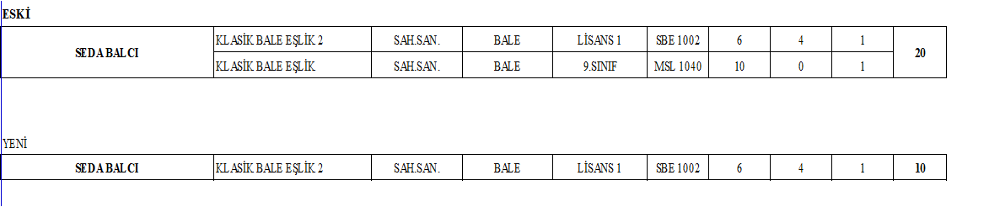 ESKİ
SEDA BALCI KLASİK BALE EŞLİK 2 SAH.SAN. BALE LİSANS 1 SBE 1002 6 4 1 20
KLASİK BALE EŞLİK SAH.SAN. BALE 9.SINIF MSL 1040 10 0 1
YENİ
SEDA BALCI KLASİK BALE EŞLİK 2 SAH.SAN. BALE LİSANS 1 SBE 1002 6 4 1 10